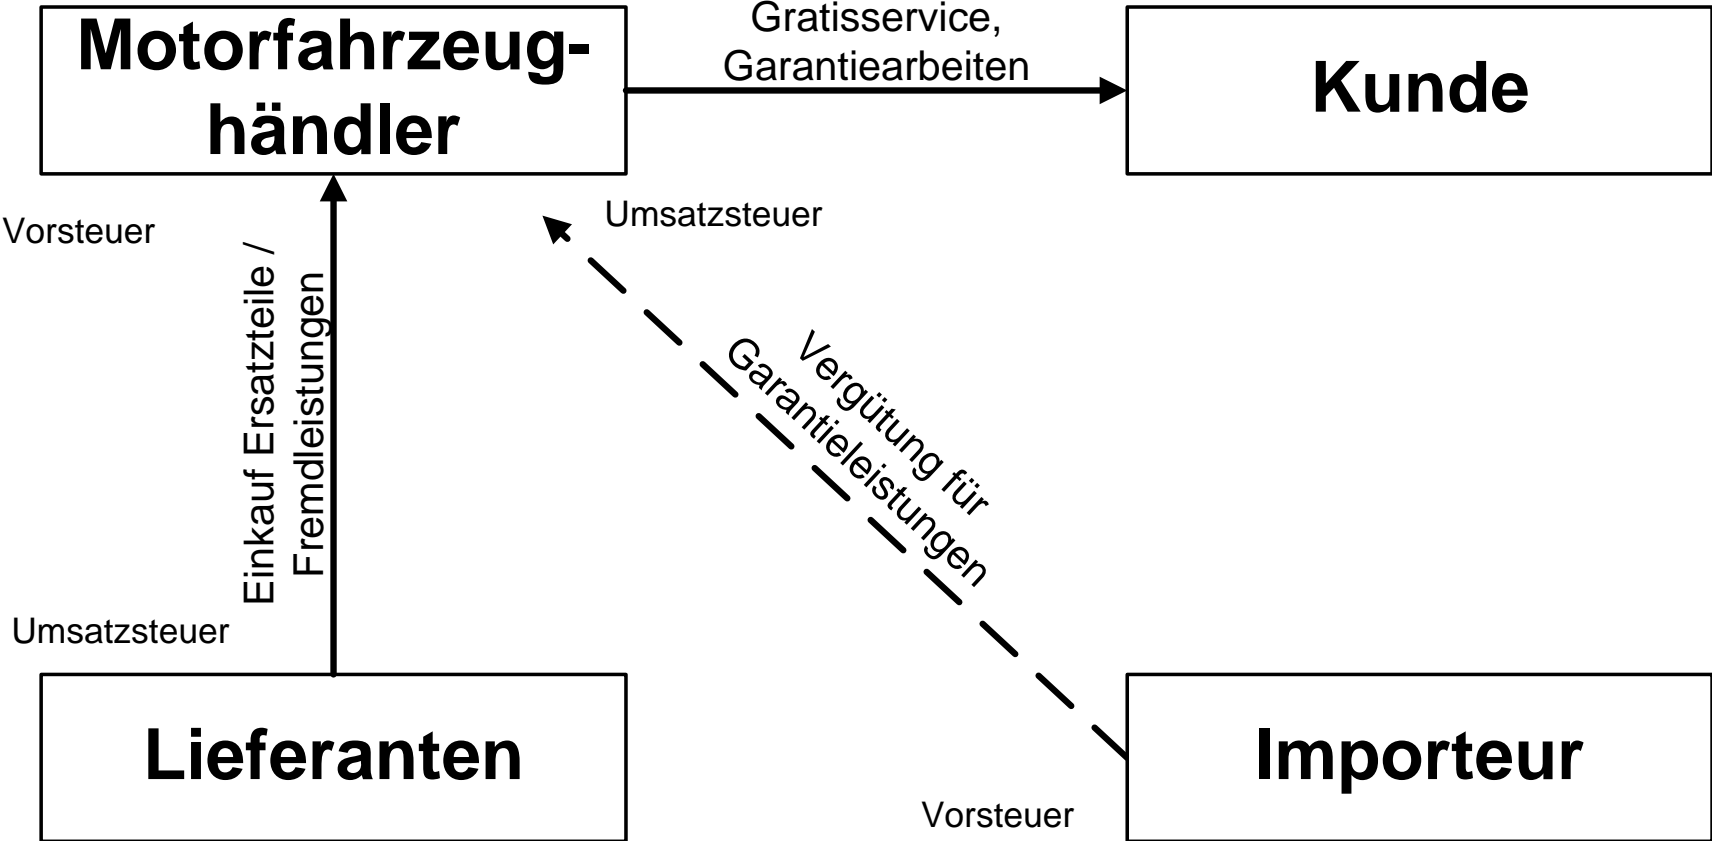 Motorfahrzeug-
händler
Gratisservice,
Garantiearbeiten
Kunde
Vorsteuer
Umsatzsteuer
Einkauf Ersatzteile /
Fremdleistungen
Vergütung für
Garantieleistungen
Umsatzsteuer
Lieferanten
Importeur
Vorsteuer